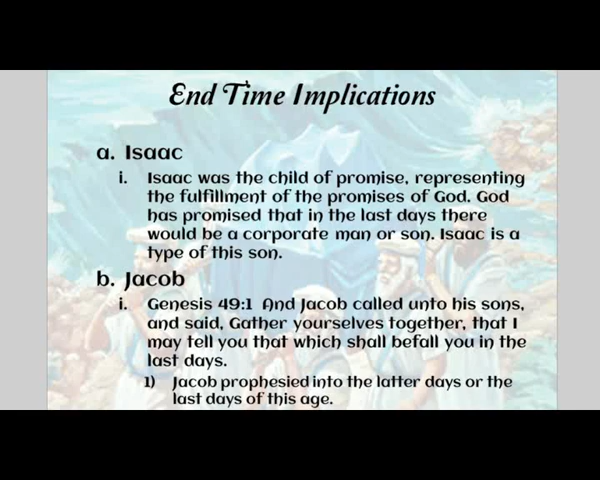 End Time Implications
a. Isaac
i. Isaac was the child of promise, representing
the fulfillment of the promises of God. God
has promised that in the last days there
would be a corporate man or son. Isaac is a
type of this son.
b. Jacob
i. Genesis 49:1 And Jacob called unto his sons,
and said, Gather yourselves together, that I
may tell you that which shall befall you in the
last days.
1) Jacob prophesied into the latter days or the
last days of this age.